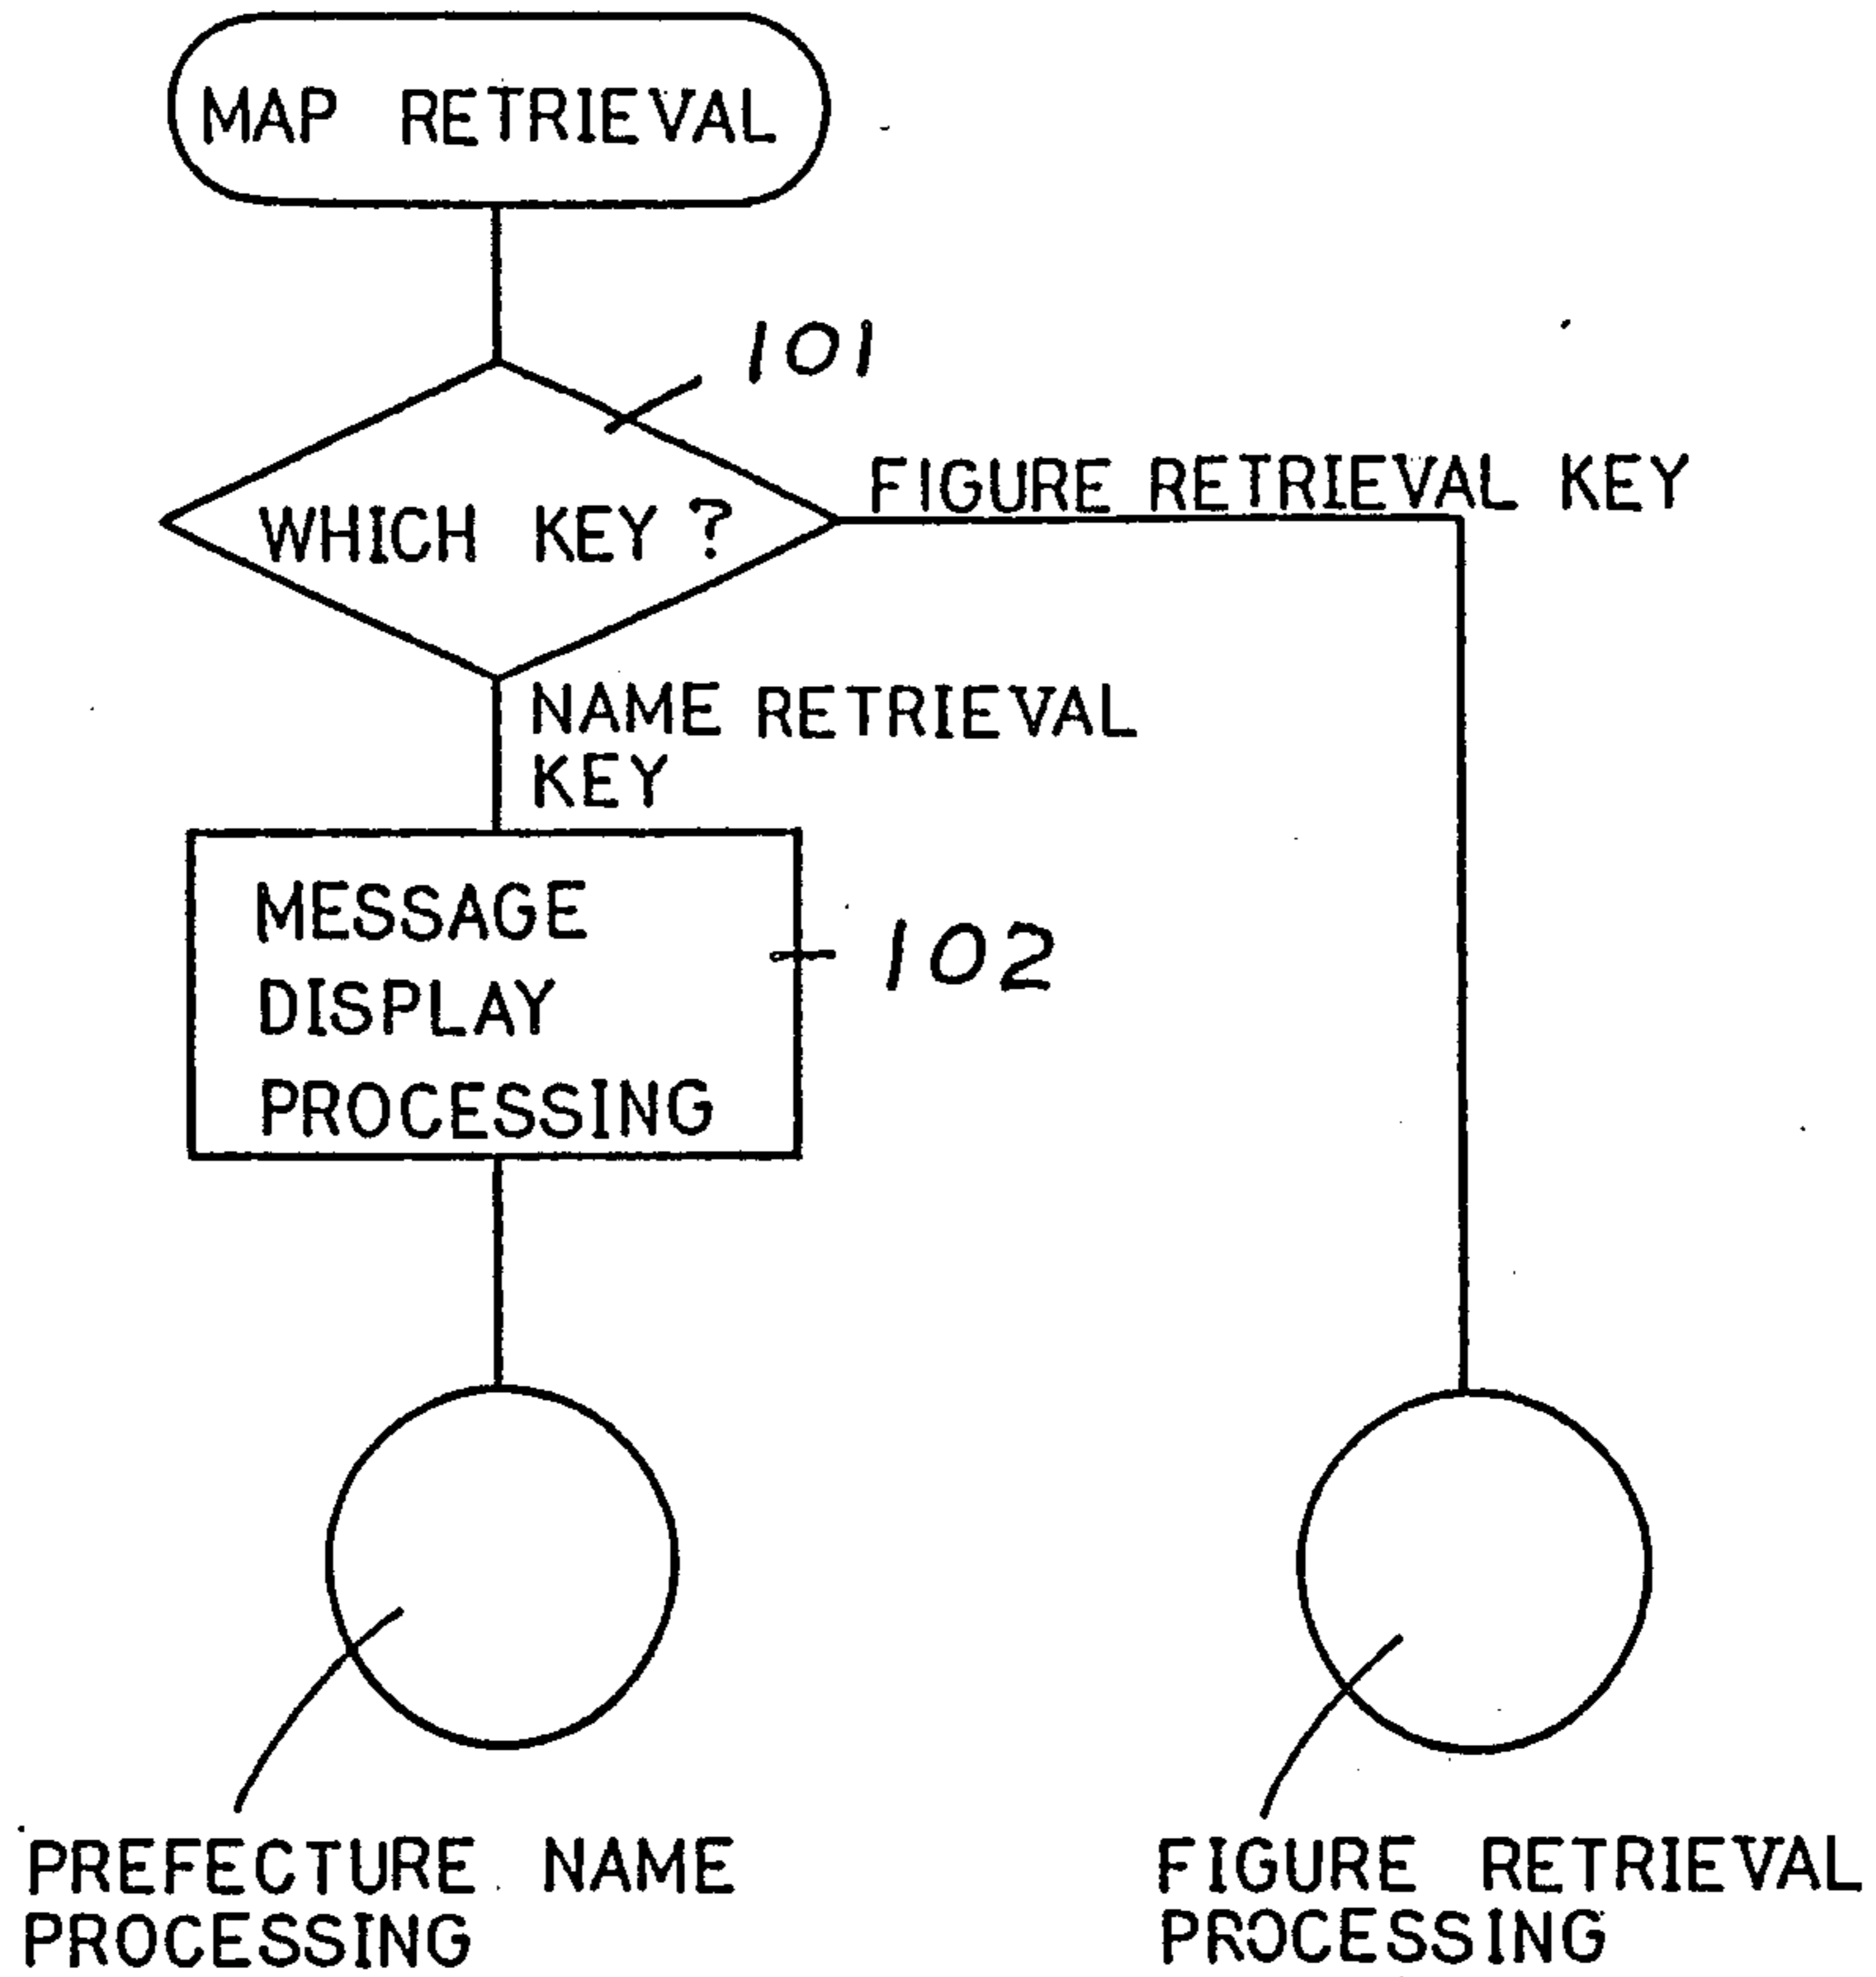 MAP RETRIEVAL
101
WHICH KEY ?
FIGURE RETRIEVAL KEY
NAME RETRIEVAL
KEY
MESSAGE
DISPLAY
PROCESSING
102
PREFECTURE NAME
PROCESSING
FIGURE RETRIEVAL
PROCESSING